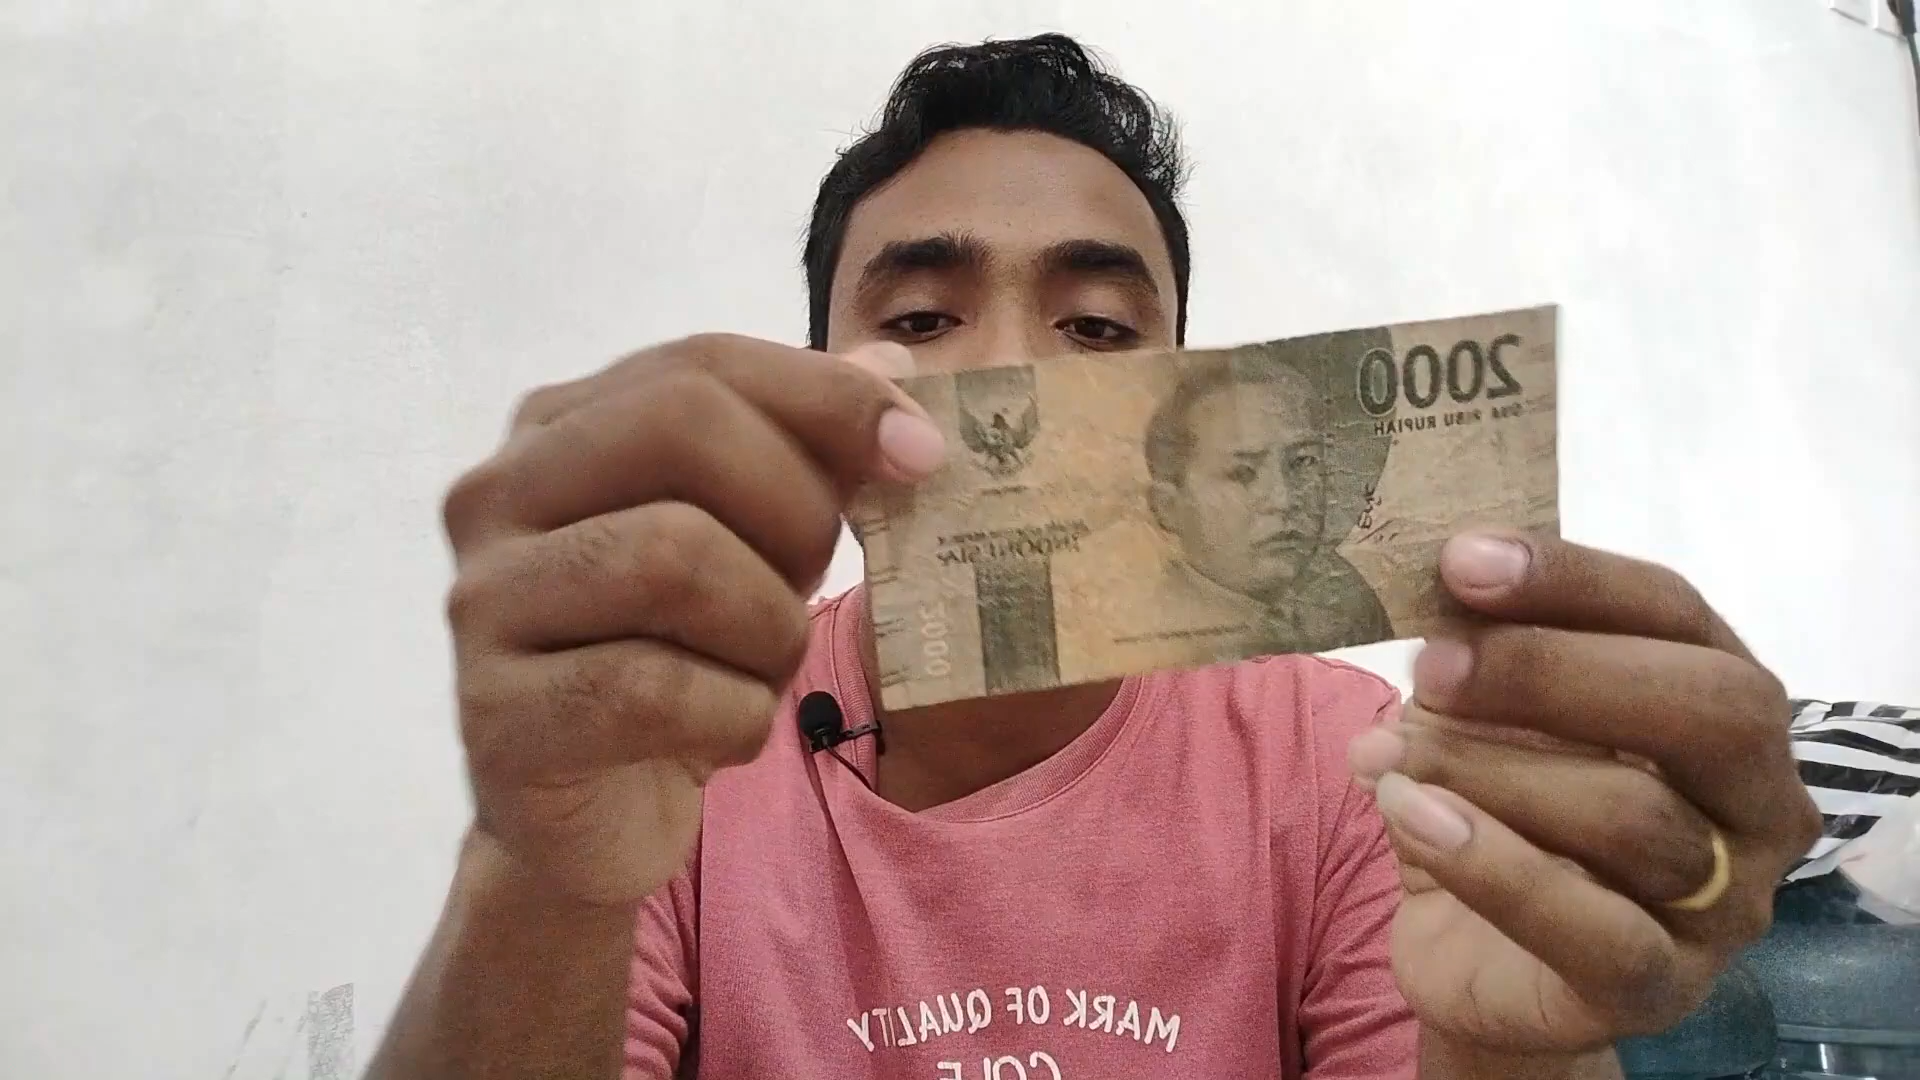 2000
DUA RIBU RUPIAH
INDONESIA
2000
MARK OF QUALITY